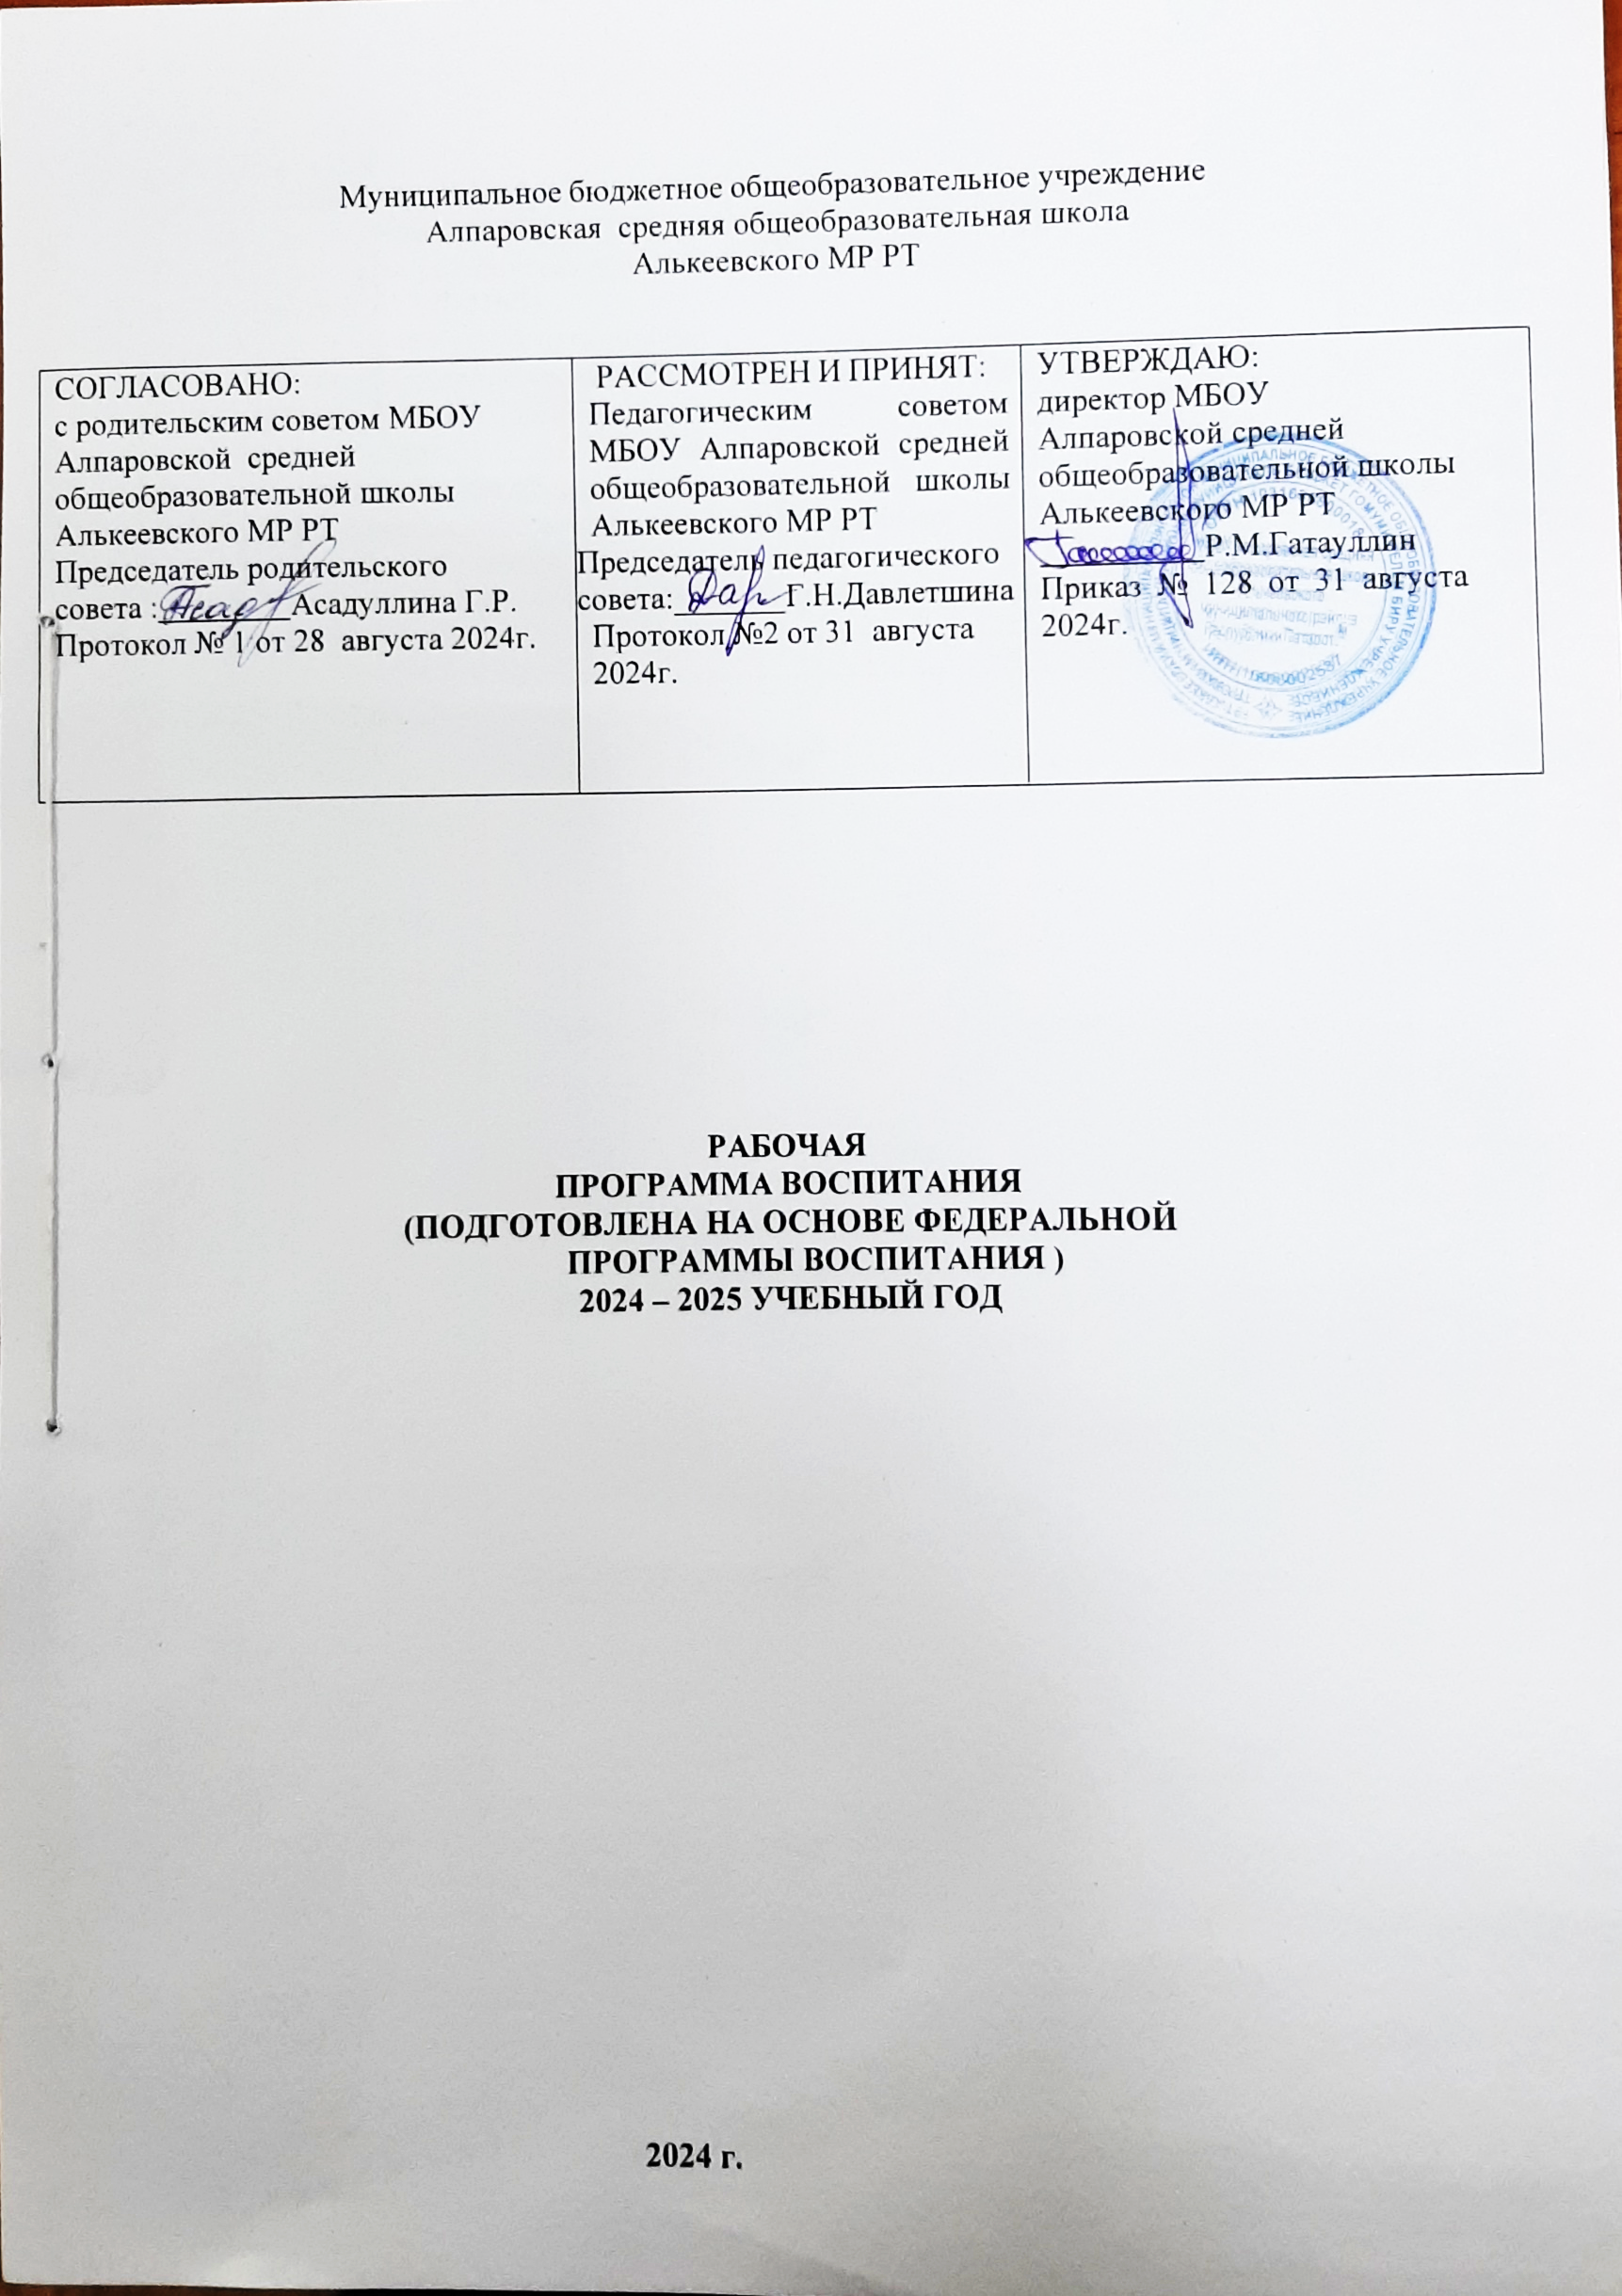 Муниципальное бюджетное общеобразовательное учреждение
Алпаровская средняя общеобразовательная школа
Алькеевского МР РТ
СОГЛАСОВАНО:
с родительским советом МБОУ
Алпаровской средней
общеобразовательной школы
Алькеевского МР РТ
Председатель родительского
совета :__________Асадуллина Г.Р.
Протокол № 1 от 28 августа 2024г.
РАССМОТРЕН И ПРИНЯТ:
Педагогическим советом
МБОУ Алпаровской средней
общеобразовательной школы
Алькеевского МР РТ
Председатель педагогического
совета:________Г.Н.Давлетшина
Протокол №2 от 31 августа
2024г.
УТВЕРЖДАЮ:
директор МБОУ
Алпаровской средней
общеобразовательной школы
Алькеевского МР РТ
____________Р.М.Гатауллин
Приказ № 128 от 31 августа
2024г.
РАБОЧАЯ
ПРОГРАММА ВОСПИТАНИЯ
(ПОДГОТОВЛЕНА НА ОСНОВЕ ФЕДЕРАЛЬНОЙ
ПРОГРАММЫ ВОСПИТАНИЯ )
2024 – 2025 УЧЕБНЫЙ ГОД
2024 г.